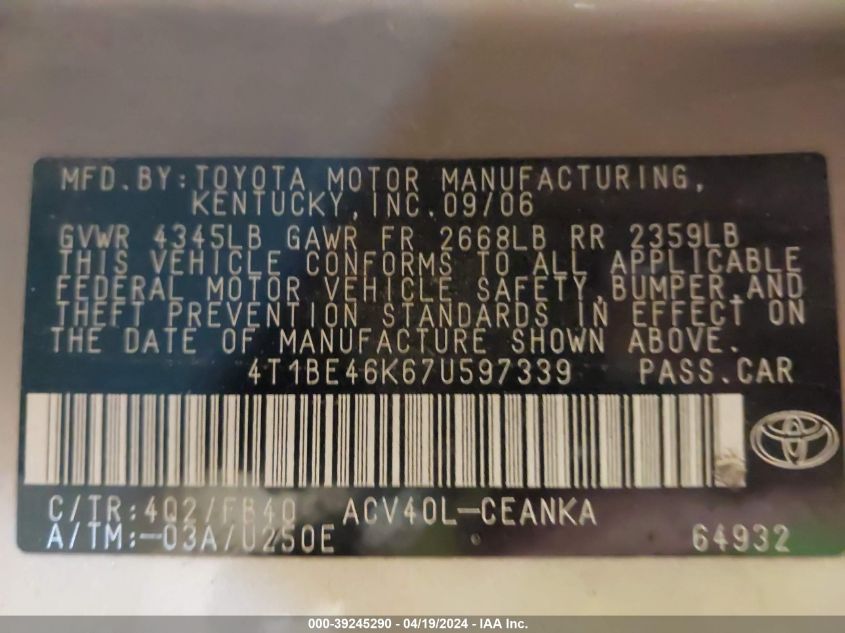 MFD.BY:TOYOTA MOTOR MANUFACTURING,
KENTUCKY,INC.09/06
GVWR 4345LB GAWR FR 2668LB RR 2359LB
THIS VEHICLE CONFORMS TO ALL APPLICABLE
FEDERAL MOTOR VEHICLE SAFETY,BUMPER,AND
THEFT PREVENTION STANDARDS IN EFFECT ON
THE DATE OF MANUFACTURE SHOWN ABOVE.
4T1BE46K67U597339 PASS.CAR
C/TR:4Q2/FB40 ACV40L-CEANKA
A/TM:-03A/U250E 64932
000-39245290 - 04/19/2024 - IAA Inc.